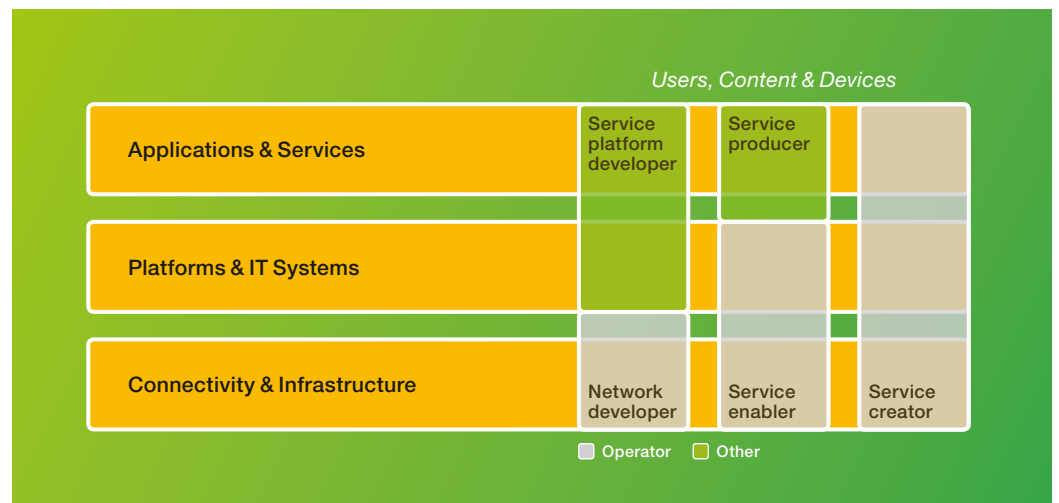 Users, Content & Devices
Applications & Services
Service
platform
developer
Service
producer
Platforms & IT Systems
Connectivity & Infrastructure
Network
developer
Service
enabler
Service
creator
Operator
Other